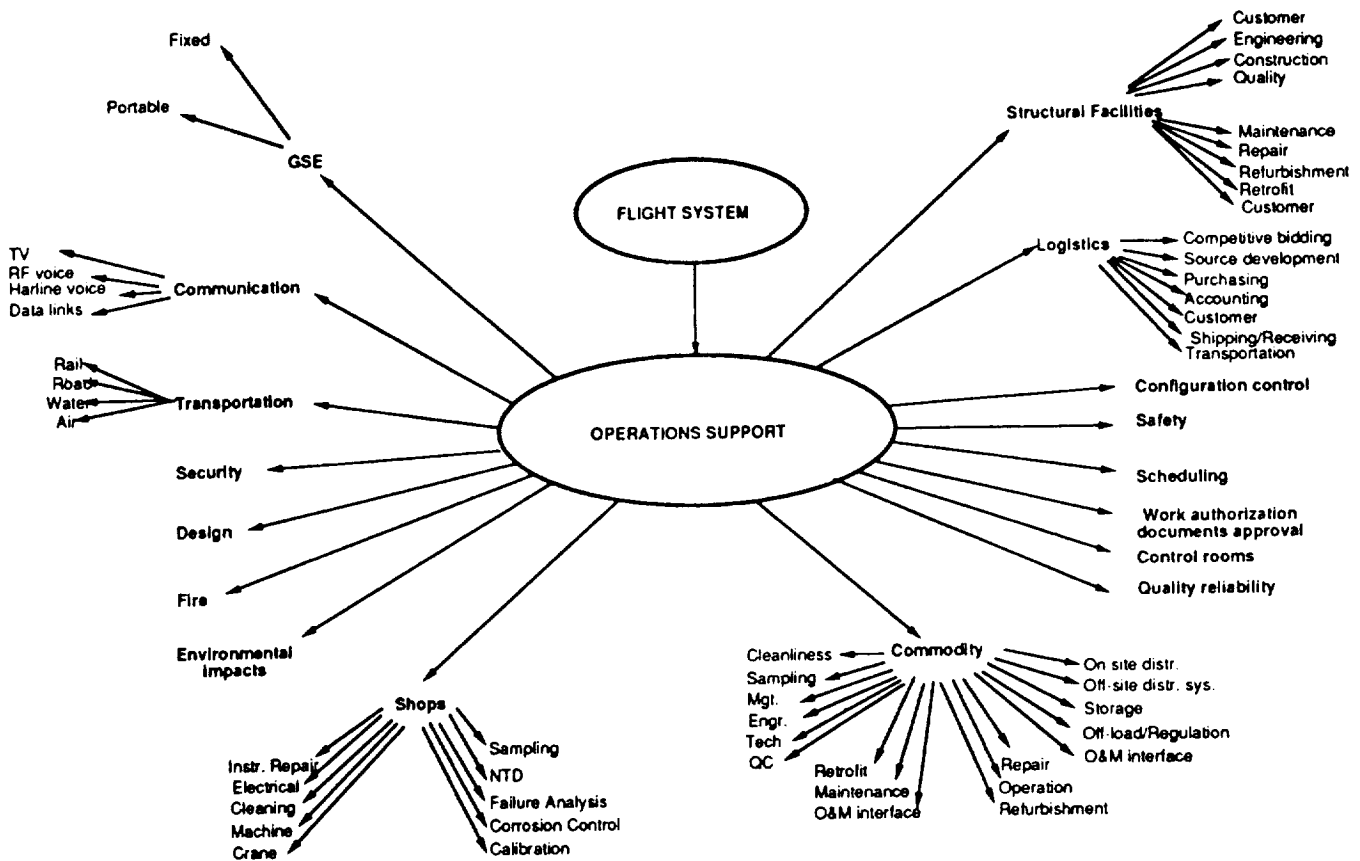 Fixed
Portable
GSE
FLIGHT SYSTEM
Customer
Engineering
Construction
Quality
Structural Facilities
Maintenance
Repair
Refurbishment
Retrofit
Customer
TV
RF voice
Harline voice
Data links
Communication
Logistics
Competitive bidding
Source development
Purchasing
Accounting
Customer
Shipping/Receiving
Transportation
Rail
Road
Water
Air
Transportation
OPERATIONS SUPPORT
Configuration control
Safety
Security
Scheduling
Design
Work authorization
documents approval
Control rooms
Fire
Quality reliability
Environmental
Impacts
Commodity
Cleanliness
Sampling
Mgt.
Engr.
Tech
QC
Retrofit
Maintenance
O&M interface
Repair
Operation
Refurbishment
On site distr.
Off-site distr. sys.
Storage
Off-load/Regulation
O&M interface
Shops
Instr. Repair
Electrical
Cleaning
Machine
Crane
Sampling
NTD
Failure Analysis
Corrosion Control
Calibration